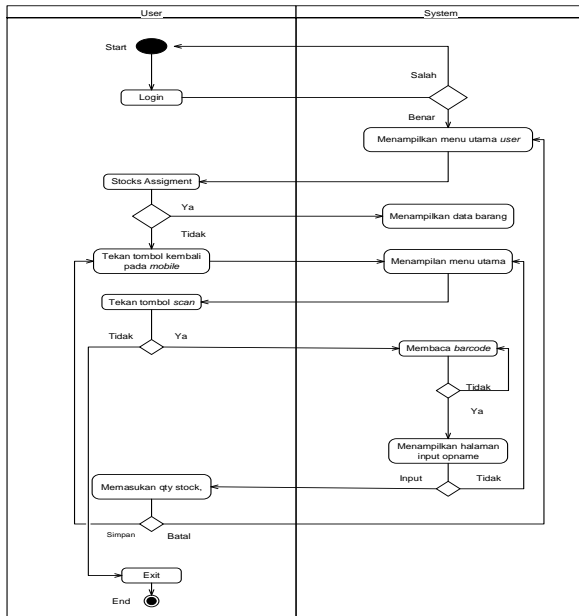 User
System
Start
Salah
Login
Benar
Menampilkan menu utama user
Stocks Assigment
Ya
Menampilkan data barang
Tidak
Tekan tombol kembali
pada mobile
Menampilan menu utama
Tekan tombol scan
Tidak
Ya
Membaca barcode
Tidak
Ya
Menampilkan halaman
input opname
Input
Tidak
Memasukan qty stock,
Simpan
Batal
Exit
End